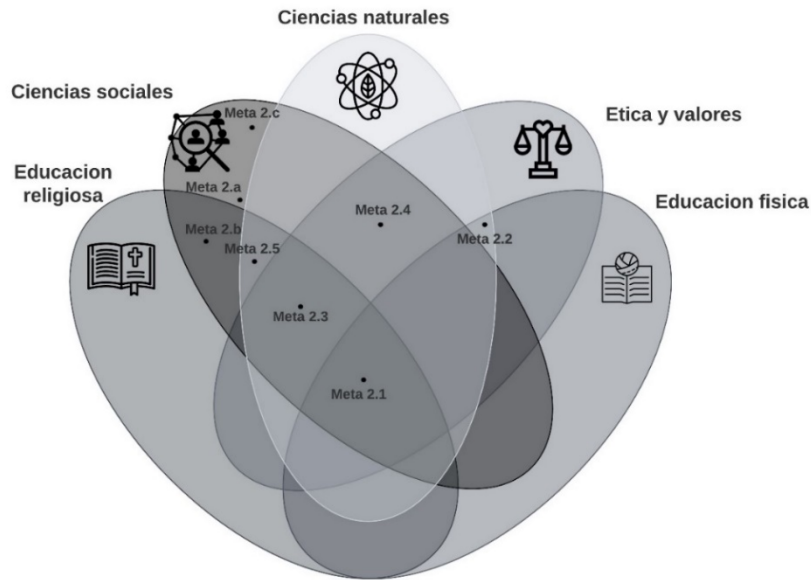 Ciencias naturales
Ciencias sociales
Meta 2.c
Etica y valores
Educacion
religiosa
Meta 2.a
Educacion fisica
Meta 2.4
Meta 2.b
Meta 2.2
Meta 2.5
Meta 2.3
Meta 2.1